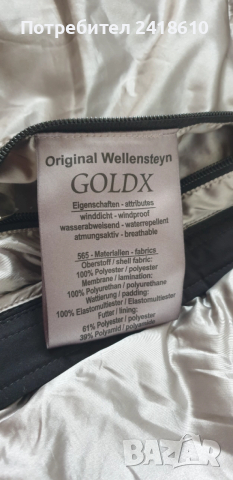 Потребител 2418610
Original Wellensteyn
GOLDX
Eigenschaften - attributes
winddicht - windproof
wasserabweisend - waterrepellent
atmungsaktiv - breathable
565 - Materialien - fabrics
Oberstoff / shell fabric:
100% Polyester / polyester
Membrane / lamination:
100% Polyurethan / polyurethane
Wattierung / padding:
100% Elastomultiester / Elastomultiester
Futter / lining:
61% Polyester / polyester
39% Polyamid / polyamide
BAZAR